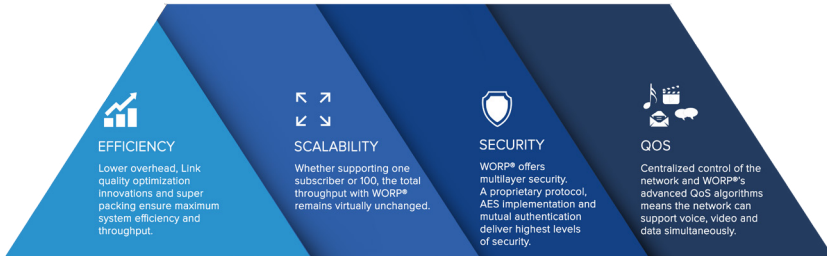 EFFICIENCY
Lower overhead, Link
quality optimization
innovations and super
packing ensure maximum
system efficiency and
throughput.
SCALABILITY
Whether supporting one
subscriber or 100, the total
throughput with WORP®
remains virtually unchanged.
SECURITY
WORP® offers
multilayer security.
A proprietary protocol,
AES Implementation and
mutual authentication
deliver highest levels
of security.
QOS
Centralized control of the
network and WORP®'s
advanced QoS algorithms
means the network can
support voice, video and
data simultaneously.